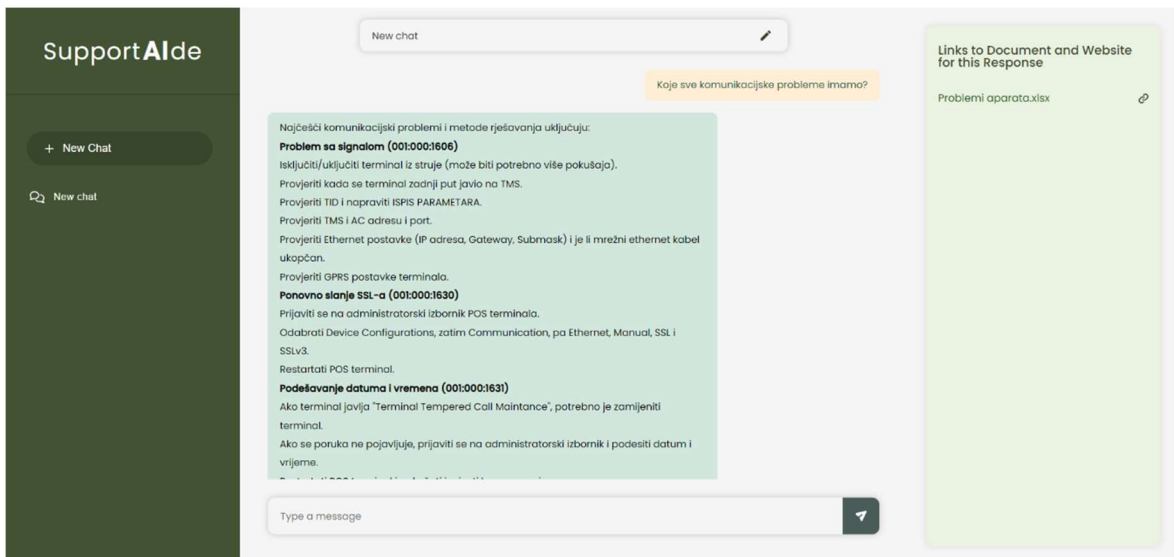 SupportAIde
+ New Chat
New chat
New chat
Koje sve komunikacijske probleme imamo?
Najčešći komunikacijski problemi i metode rješavanja uključuju:
Problem sa signalom (001:000:1606)
Isključiti/uključiti terminal iz struje (može biti potrebno više pokušaja).
Provjeriti kada se terminal zadnji put javio na TMS.
Provjeriti TID i napraviti ISPIS PARAMETARA.
Provjeriti TMS i AC adresu i port.
Provjeriti Ethernet postavke (IP adresa, Gateway, Submask) i je li mrežni ethernet kabel
ukopčan.
Provjeriti GPRS postavke terminala.
Ponovno slanje SSL-a (001:000:1630)
Prijaviti se na administratorski izbornik POS terminala.
Odabrati Device Configurations, zatim Communication, pa Ethernet, Manual, SSL i
SSLv3.
Restartati POS terminal.
Podešavanje datuma i vremena (001:000:1631)
Ako terminal javlja "Terminal Tempered Call Maintance", potrebno je zamijeniti
terminal.
Ako se poruka ne pojavljuje, prijaviti se na administratorski izbornik i podesiti datum i
vrijeme.
Type a message
Links to Document and Website
for this Response
Problemi aparata.xlsx